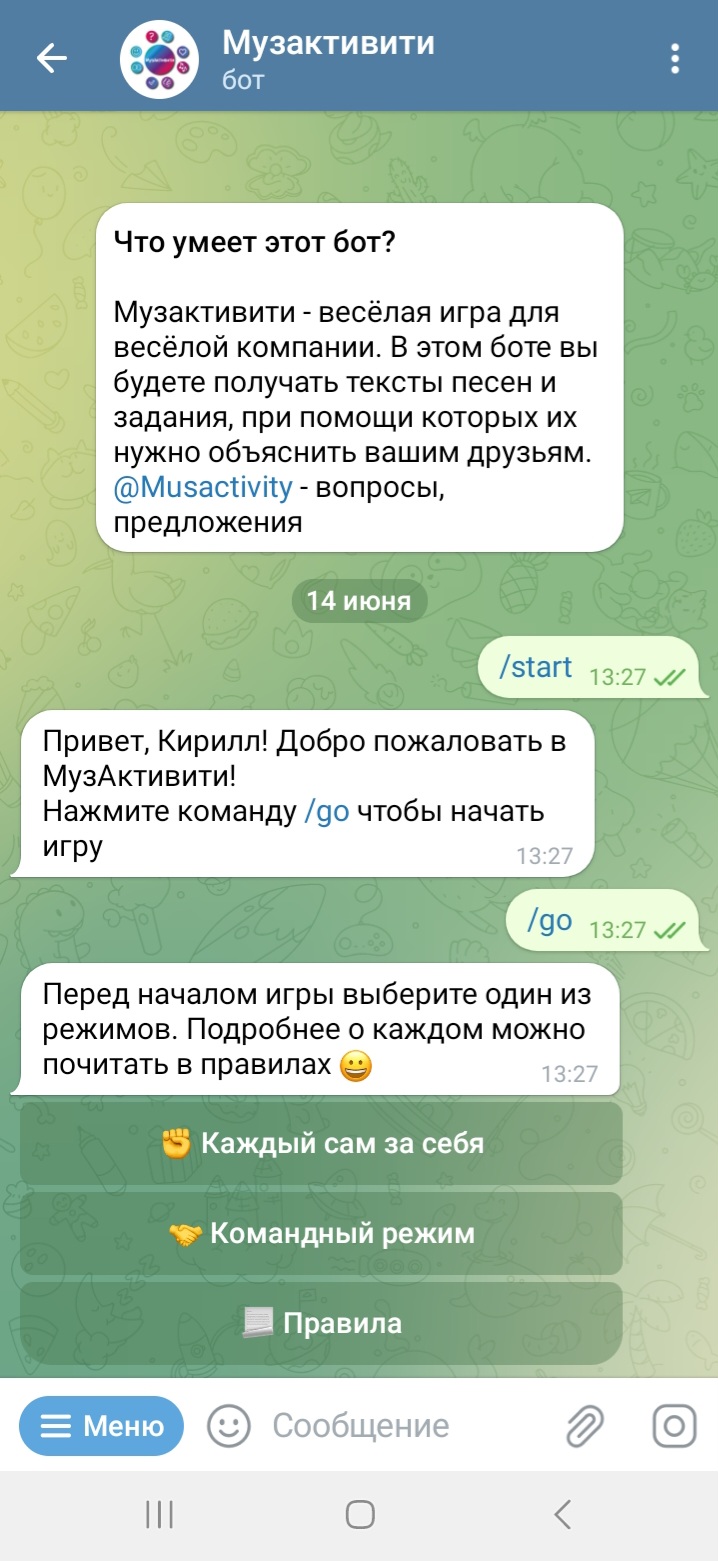 Музактивити
бот
Что умеет этот бот?
Музактивити - весёлая игра для
весёлой компании. В этом боте вы
будете получать тексты песен и
задания, при помощи которых их
нужно объяснить вашим друзьям.
@Musactivity - вопросы,
предложения
14 июня
/start 13:27
Привет, Кирилл! Добро пожаловать в
МузАктивити!
Нажмите команду /go чтобы начать
игру
13:27
/go 13:27
Перед началом игры выберите один из
режимов. Подробнее о каждом можно
почитать в правилах 😀
13:27
✊ Каждый сам за себя
🤝 Командный режим
📃 Правила
Меню
Сообщение